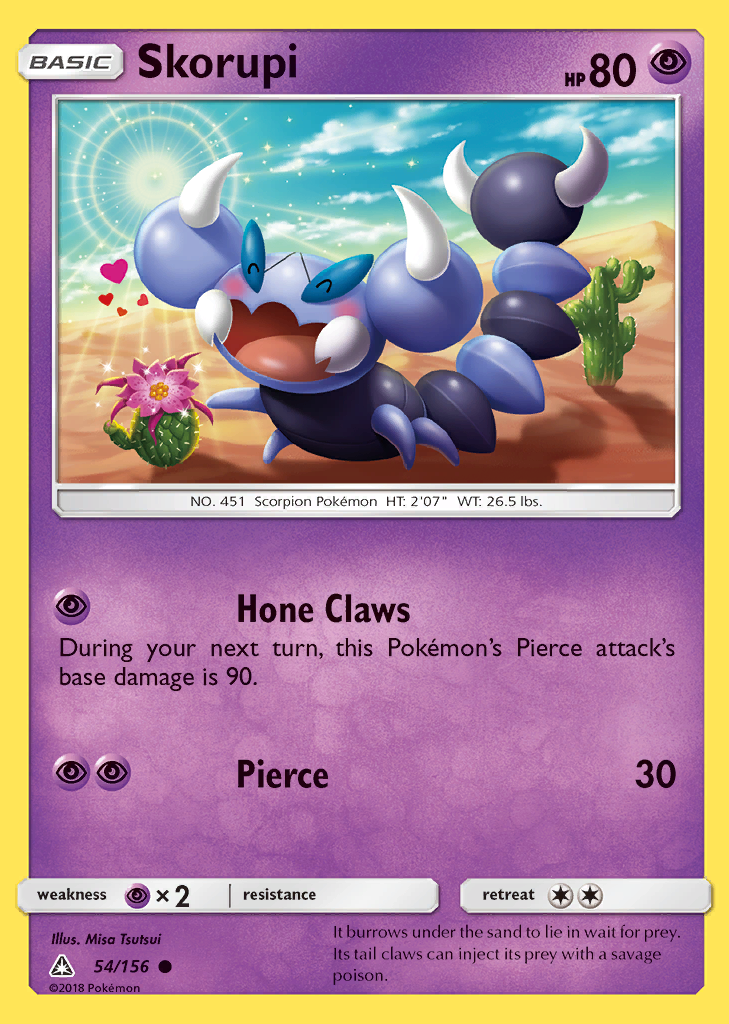 BASIC Skorupi HP 80
NO. 451 Scorpion Pokémon HT: 2'07" WT: 26.5 lbs.
Hone Claws
During your next turn, this Pokémon's Pierce attack's
base damage is 90.
Pierce 30
weakness × 2 resistance retreat
Illus. Misa Tsutsui
54/156
©2018 Pokémon
It burrows under the sand to lie in wait for prey.
Its tail claws can inject its prey with a savage
poison.